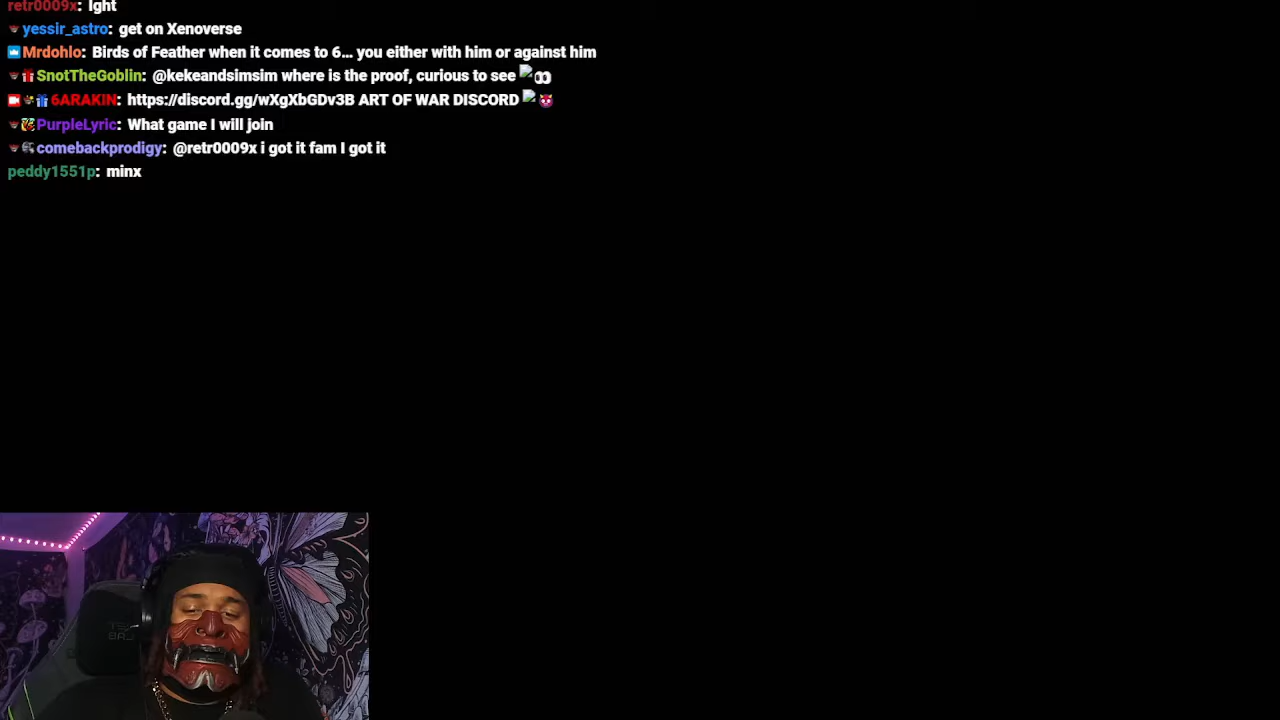 retr0009x: Ight
yessir_astro: get on Xenoverse
Mrdohlo: Birds of Feather when it comes to 6... you either with him or against him
SnotTheGoblin: @kekeandsimsim where is the proof, curious to see
6ARAKIN: https://discord.gg/wXgXbGDv3B ART OF WAR DISCORD
PurpleLyric: What game I will join
comebackprodigy: @retr0009x i got it fam I got it
peddy1551p: minx